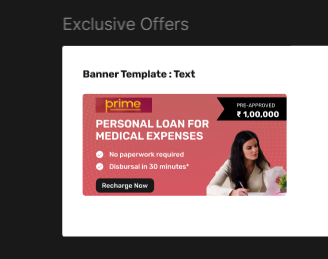 Exclusive Offers
Banner Template : Text
prime
PRE-APPROVED
₹ 1,00,000
PERSONAL LOAN FOR
MEDICAL EXPENSES
No paperwork required
Disbursal in 30 minutes*
Recharge Now